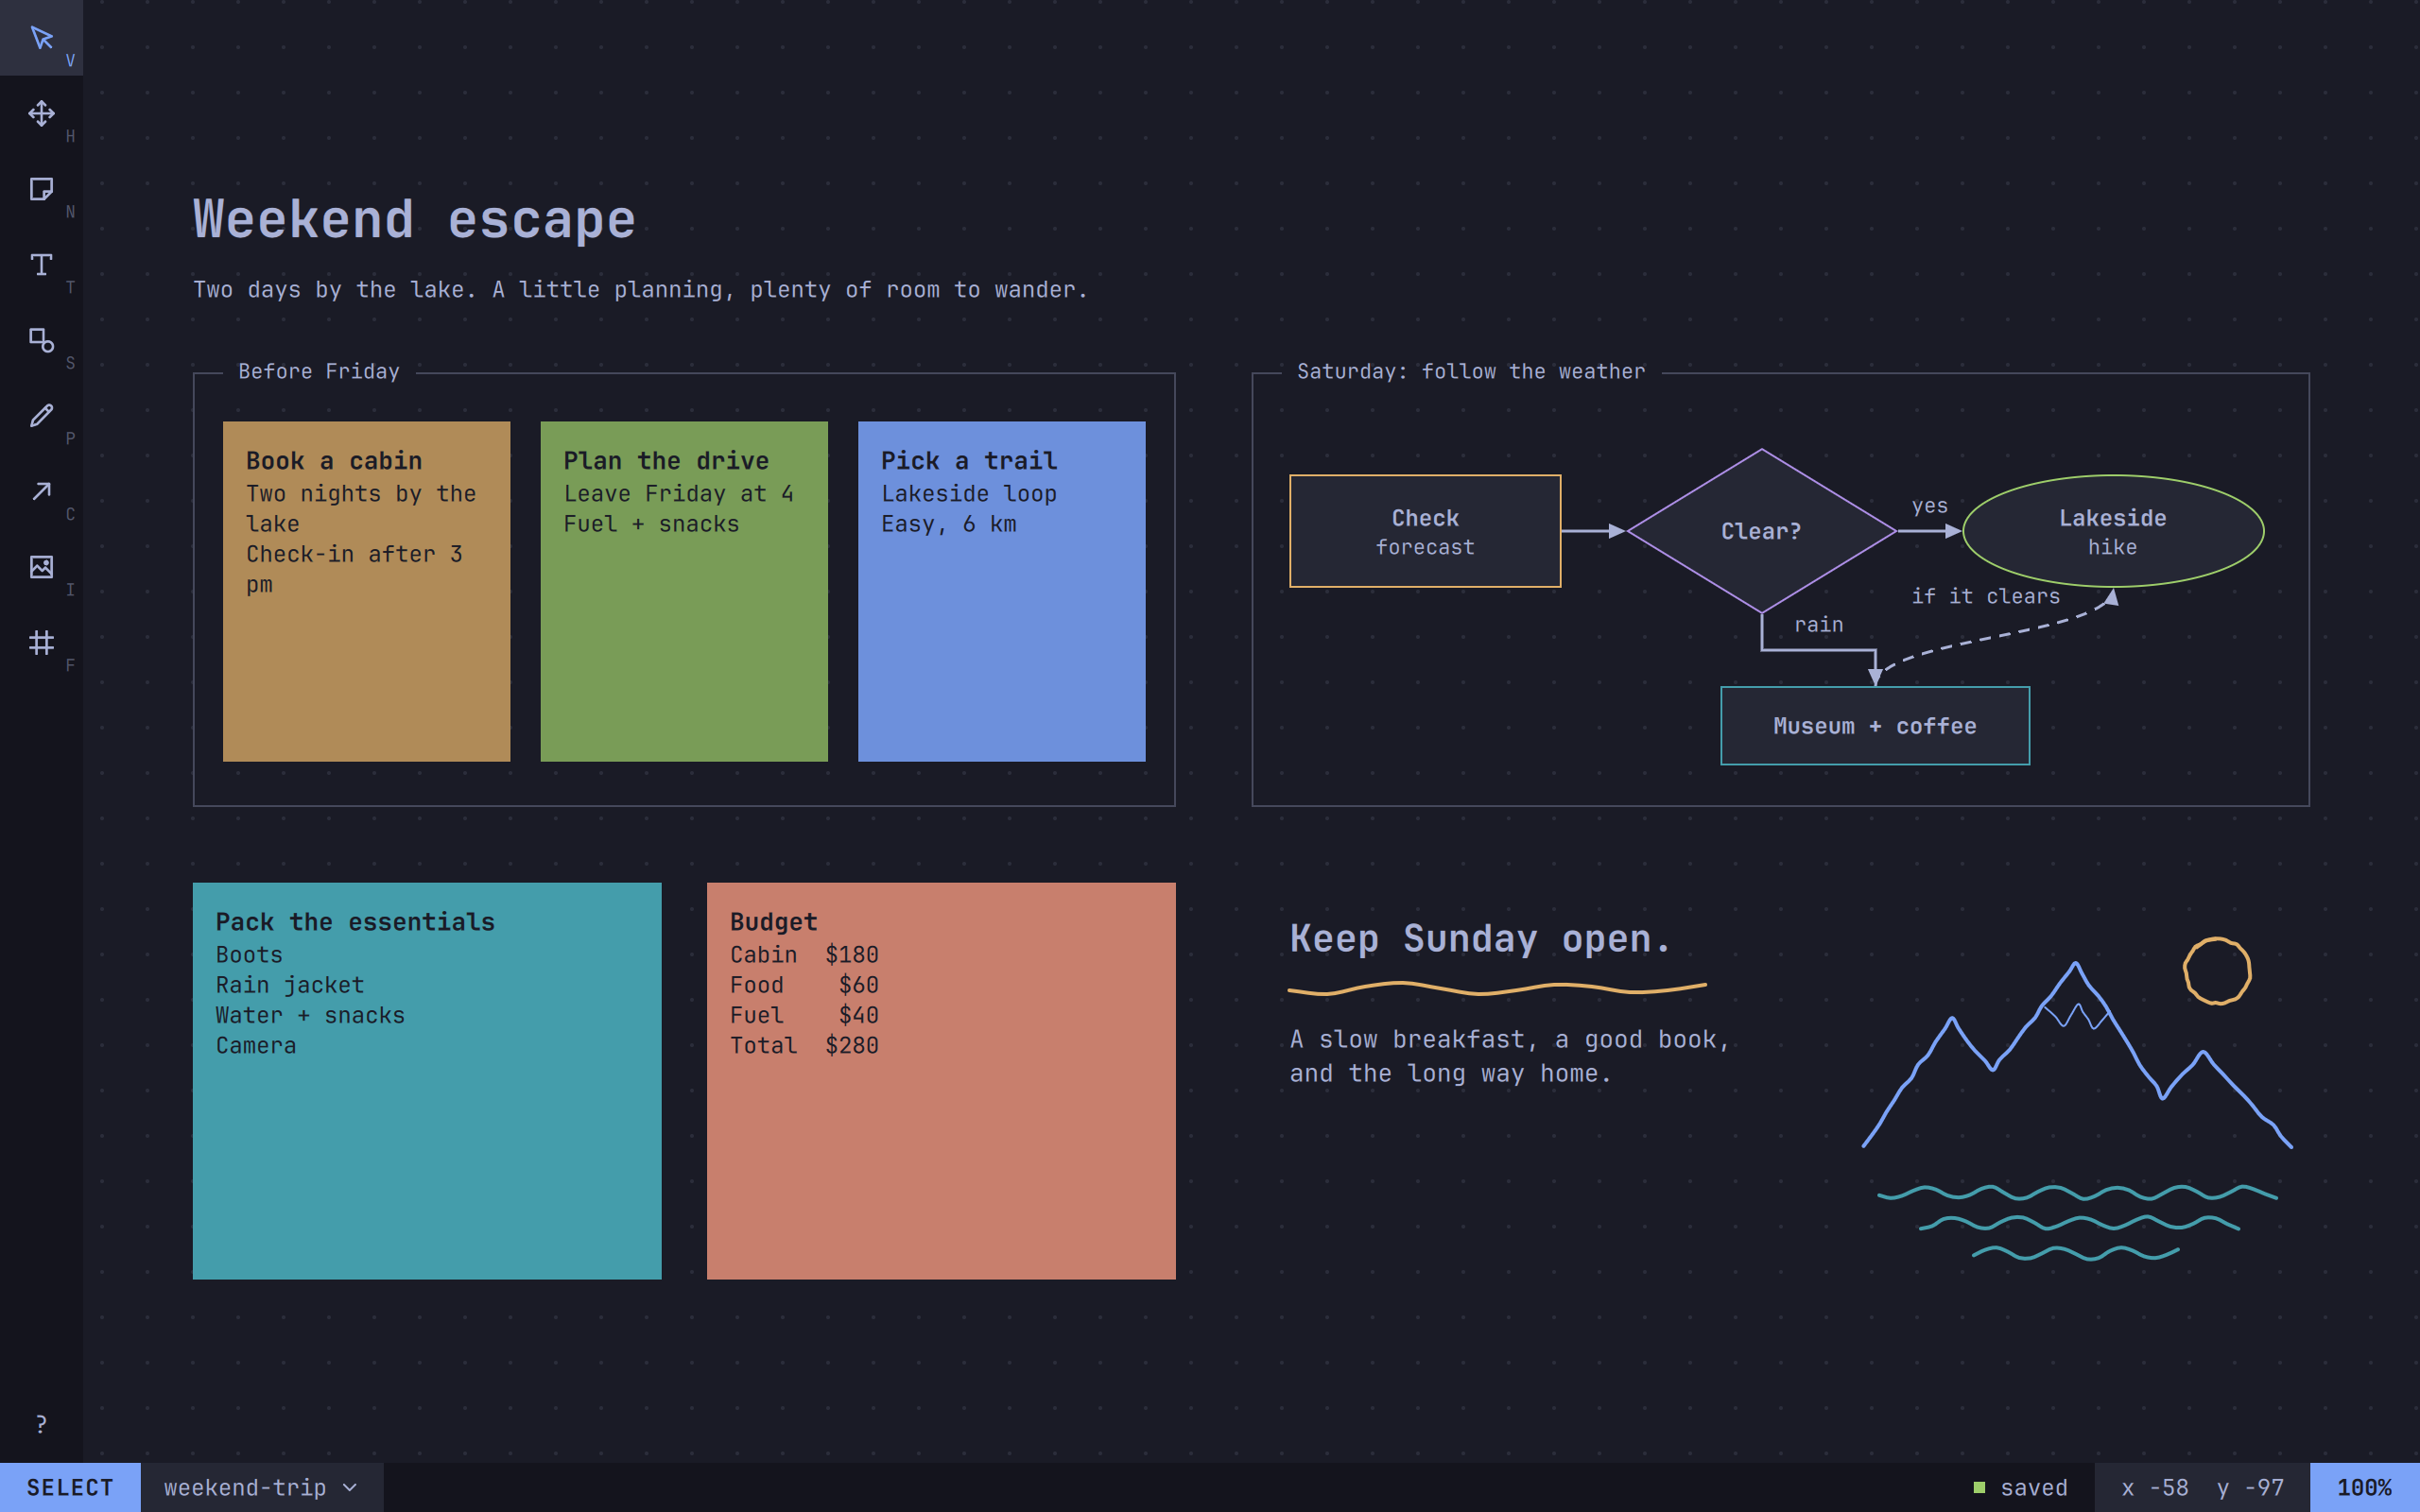 V
H
N
T
S
P
C
I
F
?
Weekend escape
Two days by the lake. A little planning, plenty of room to wander.
Before Friday
Book a cabin
Two nights by the
lake
Check-in after 3
pm
Plan the drive
Leave Friday at 4
Fuel + snacks
Pick a trail
Lakeside loop
Easy, 6 km
Saturday: follow the weather
Check
forecast
Clear?
yes
Lakeside
hike
if it clears
rain
Museum + coffee
Pack the essentials
Boots
Rain jacket
Water + snacks
Camera
Budget
Cabin  $180
Food    $60
Fuel    $40
Total  $280
Keep Sunday open.
A slow breakfast, a good book,
and the long way home.
SELECT
weekend-trip
saved
x -58  y -97
100%